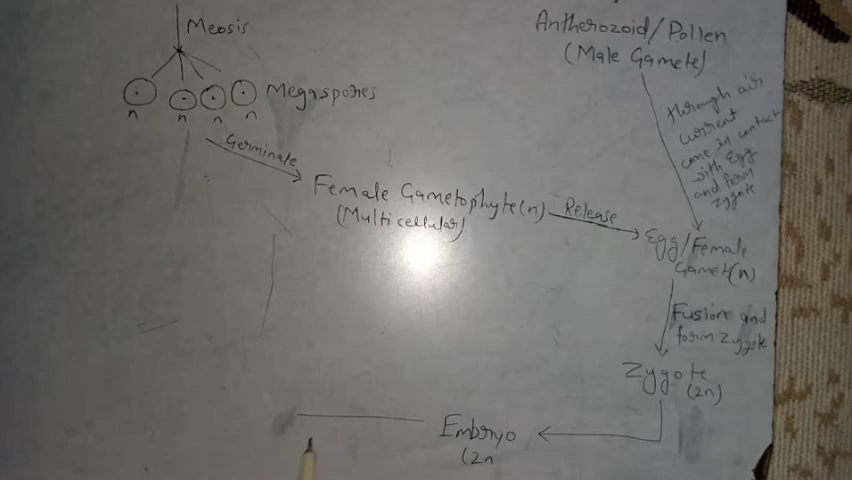 Meosis
Megaspores
n
n
n
n
Germinate
Female Gametophyte(n)
(Multicellular)
Release
Antherozoid/Pollen
(Male Gamete)
through air
current
come in contact
with Egg
and form
zygote
Egg/Female
Gamet(n)
Fusion and
form Zygote
Zygote
(2n)
Embryo
(2n